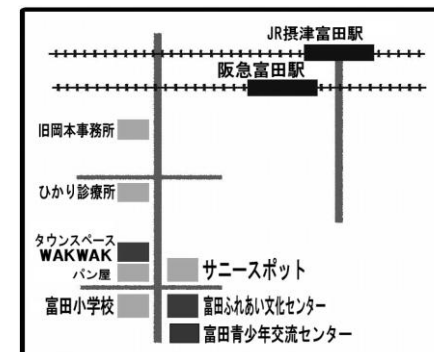 JR摂津富田駅
阪急富田駅
旧岡本事務所
ひかり診療所
タウンスペース
WAKWAK
パン屋
サニースポット
富田小学校
富田ふれあい文化センター
富田青少年交流センター